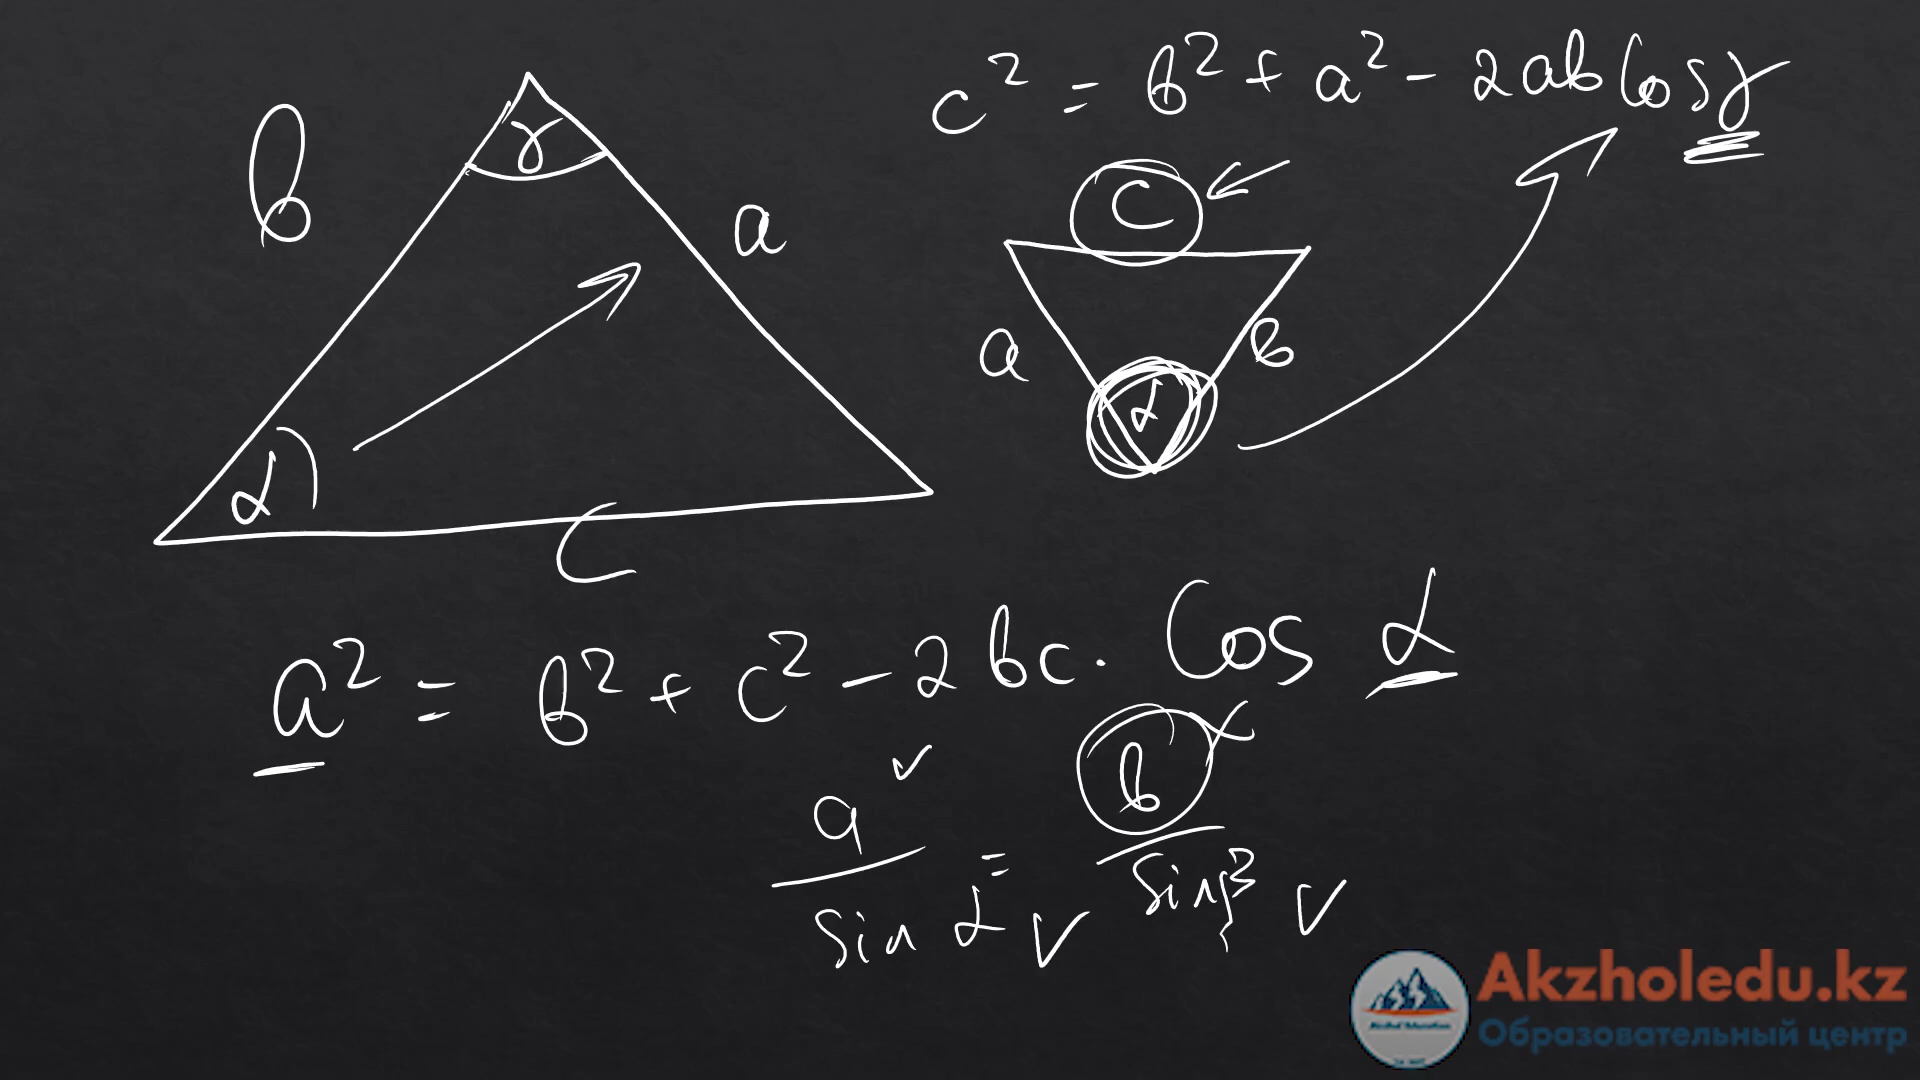 c² = b² + a² - 2ab Cos γ
b
γ
a
α
c
c
a
b
α
a² = b² + c² - 2bc · Cos α
a / sin α = b / sin β
Akzholedu.kz
Образовательный центр